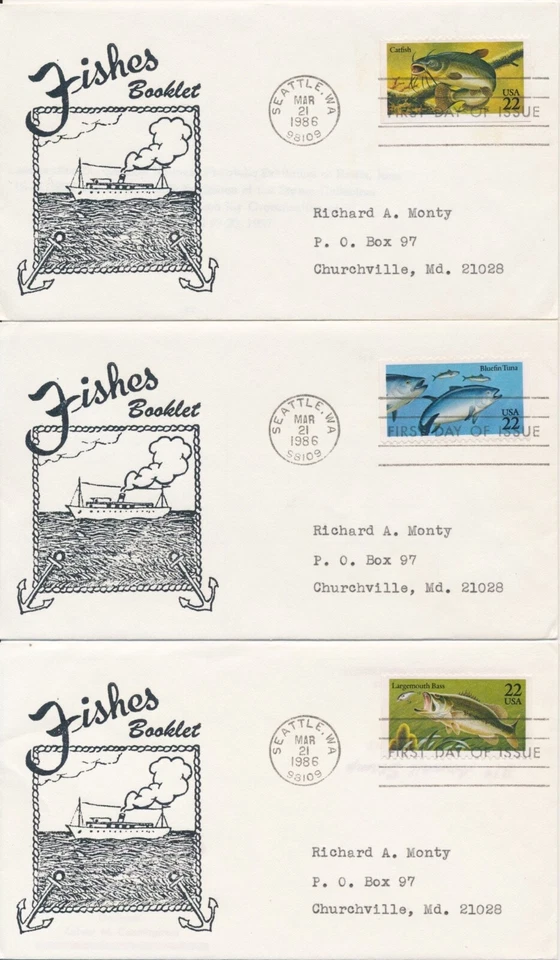 Fishes
Booklet
SEATTLE, WA
MAR
21
1986
98109
Catfish
USA
22
FIRST DAY OF ISSUE
Richard A. Monty
P. O. Box 97
Churchville, Md. 21028
Fishes
Booklet
SEATTLE, WA
MAR
21
1986
98109
Bluefin Tuna
USA
22
FIRST DAY OF ISSUE
Richard A. Monty
P. O. Box 97
Churchville, Md. 21028
Fishes
Booklet
SEATTLE, WA
MAR
21
1986
98109
Largemouth Bass
22
USA
FIRST DAY OF ISSUE
Richard A. Monty
P. O. Box 97
Churchville, Md. 21028